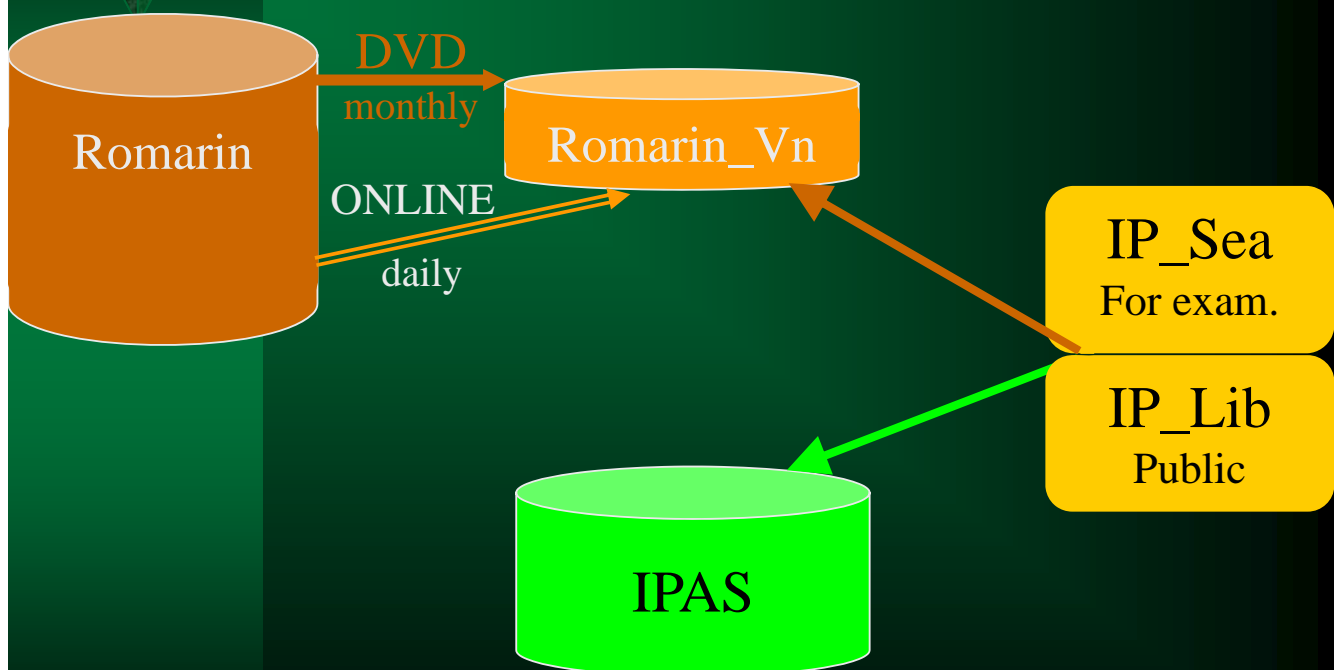 DVD
monthly
Romarin
Romarin_Vn
ONLINE
daily
IP_Sea
For exam.
IP_Lib
Public
IPAS